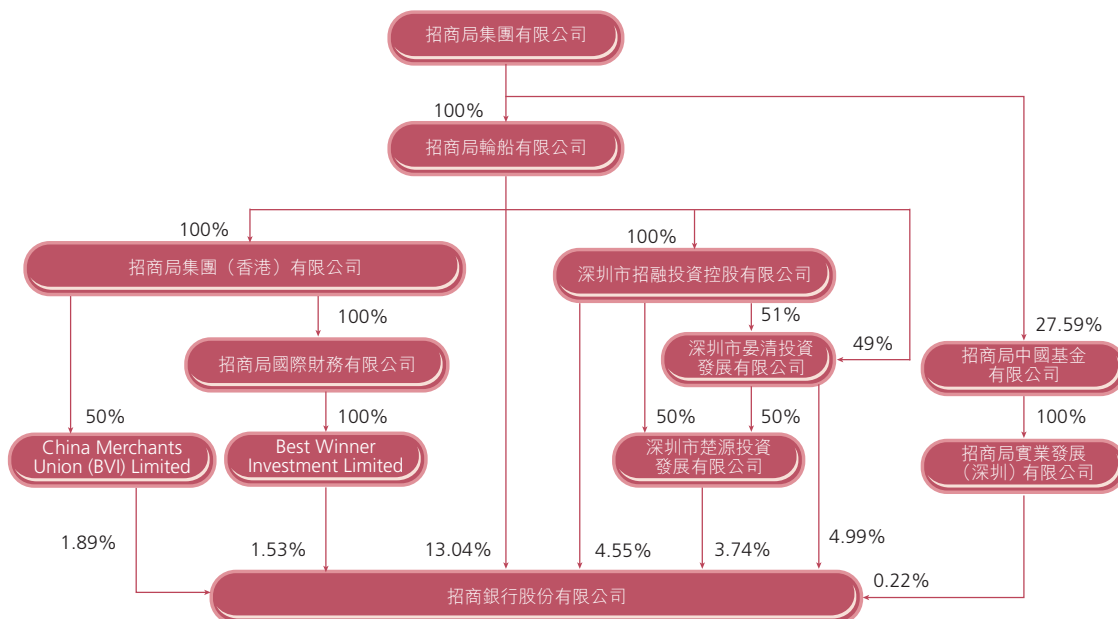 招商局集團有限公司
100%
招商局輪船有限公司
100%
100%
招商局集團（香港）有限公司
深圳市招融投資控股有限公司
100%
51%
27.59%
招商局國際財務有限公司
深圳市晏清投資
發展有限公司
49%
招商局中國基金
有限公司
50%
100%
50%
50%
100%
China Merchants
Union (BVI) Limited
Best Winner
Investment Limited
深圳市楚源投資
發展有限公司
招商局實業發展
（深圳）有限公司
1.89%
1.53%
13.04%
4.55%
3.74%
4.99%
0.22%
招商銀行股份有限公司